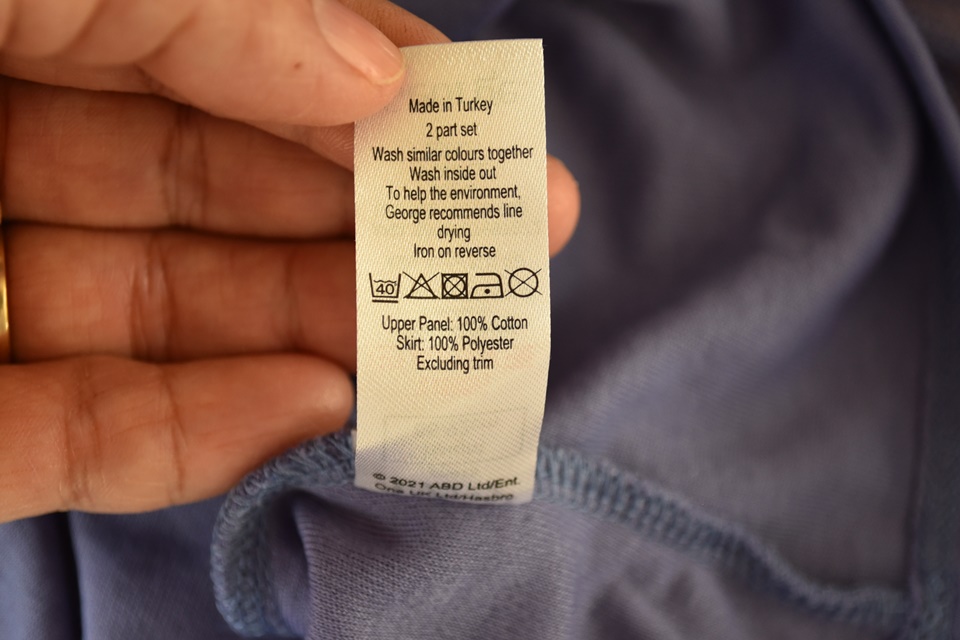 Made in Turkey
2 part set
Wash similar colours together
Wash inside out
To help the environment,
George recommends line
drying
Iron on reverse
40
Upper Panel: 100% Cotton
Skirt: 100% Polyester
Excluding trim
© 2021 ABD Ltd/Ent.
One UK Ltd/Hasbro